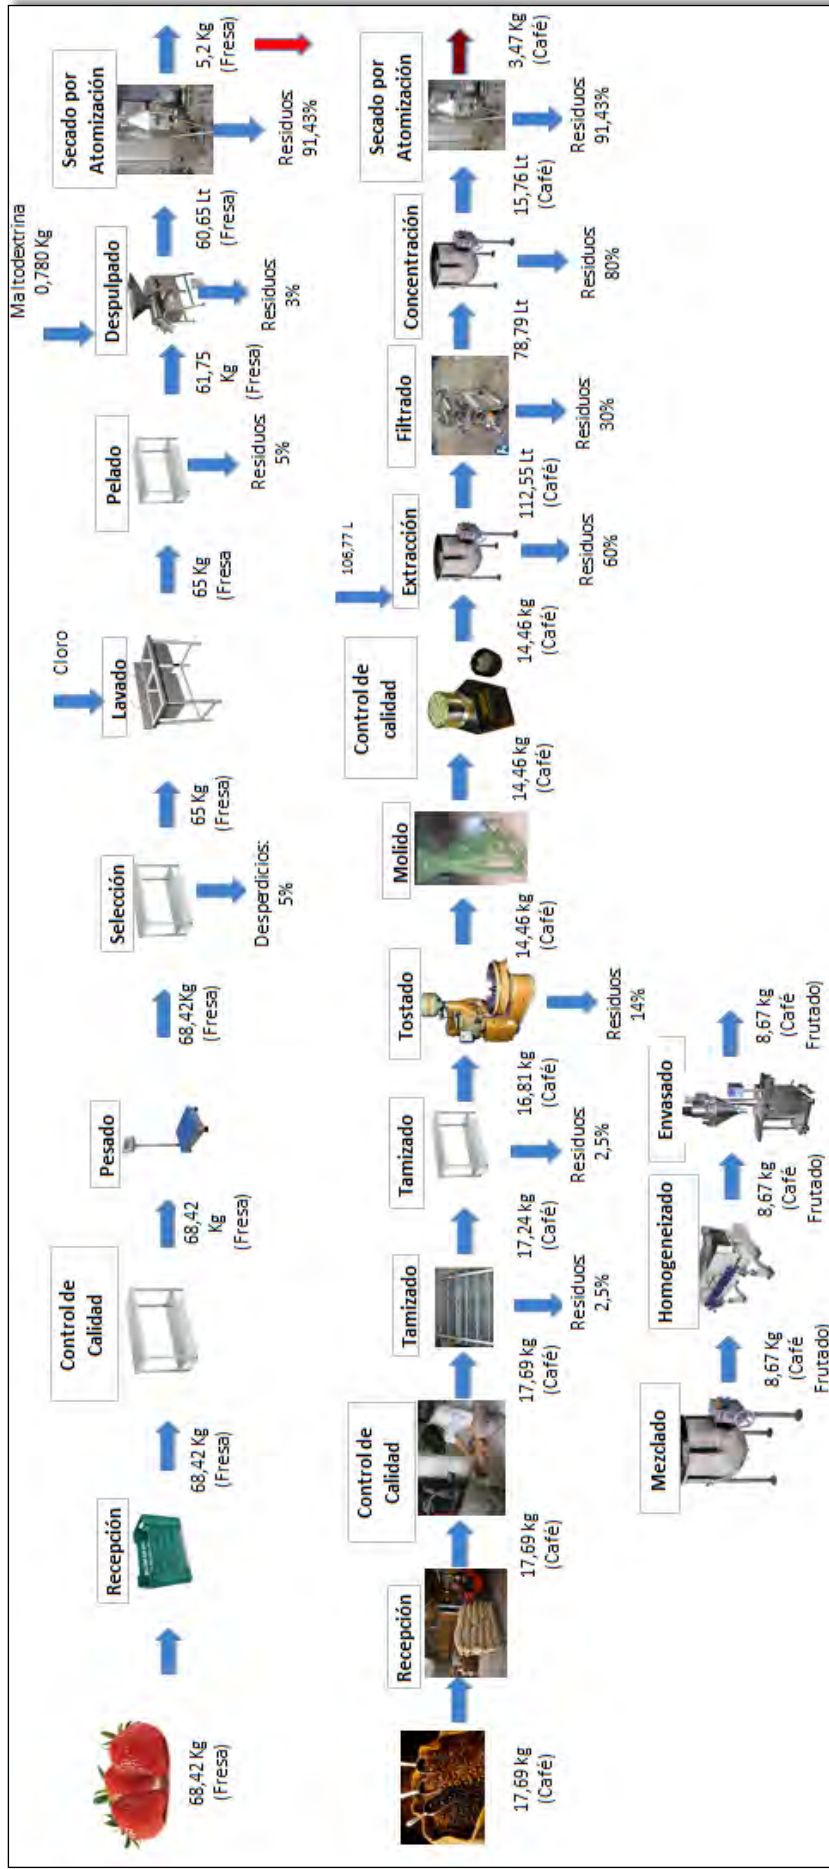 68,42 Kg
(Fresa)
Recepción
68,42 Kg
(Fresa)
Control de
Calidad
68,42
Kg
(Fresa)
Pesado
68,42Kg
(Fresa)
Selección
Desperdicios:
5%
65 Kg
(Fresa)
Cloro
Lavado
65 Kg
(Fresa
Pelado
Residuos:
5%
61,75
Kg
(Fresa)
Maltodextrina
0,780 Kg
Despulpado
Residuos:
3%
60,65 Lt
(Fresa)
Secado por
Atomización
Residuos:
91,43%
5,2 Kg
(Fresa)
17,69 kg
(Café)
Recepción
17,69 kg
(Café)
Control de
Calidad
17,69 kg
(Café)
Tamizado
Residuos:
2,5%
17,24 kg
(Café)
Tamizado
Residuos:
2,5%
16,81 kg
(Café)
Tostado
Residuos:
14%
14,46 kg
(Café)
Molido
14,46 kg
(Café)
Control de
calidad
14,46 kg
(Café)
106,77 L
Extracción
Residuos:
60%
112,55 Lt
(Café)
Filtrado
Residuos:
30%
78,79 Lt
Concentración
Residuos:
80%
15,76 Lt
(Café)
Secado por
Atomización
Residuos:
91,43%
3,47 Kg
(Café)
Mezclado
8,67 Kg
(Café
Frutado)
Homogeneizado
8,67 kg
(Café
Frutado)
Envasado
8,67 kg
(Café
Frutado)